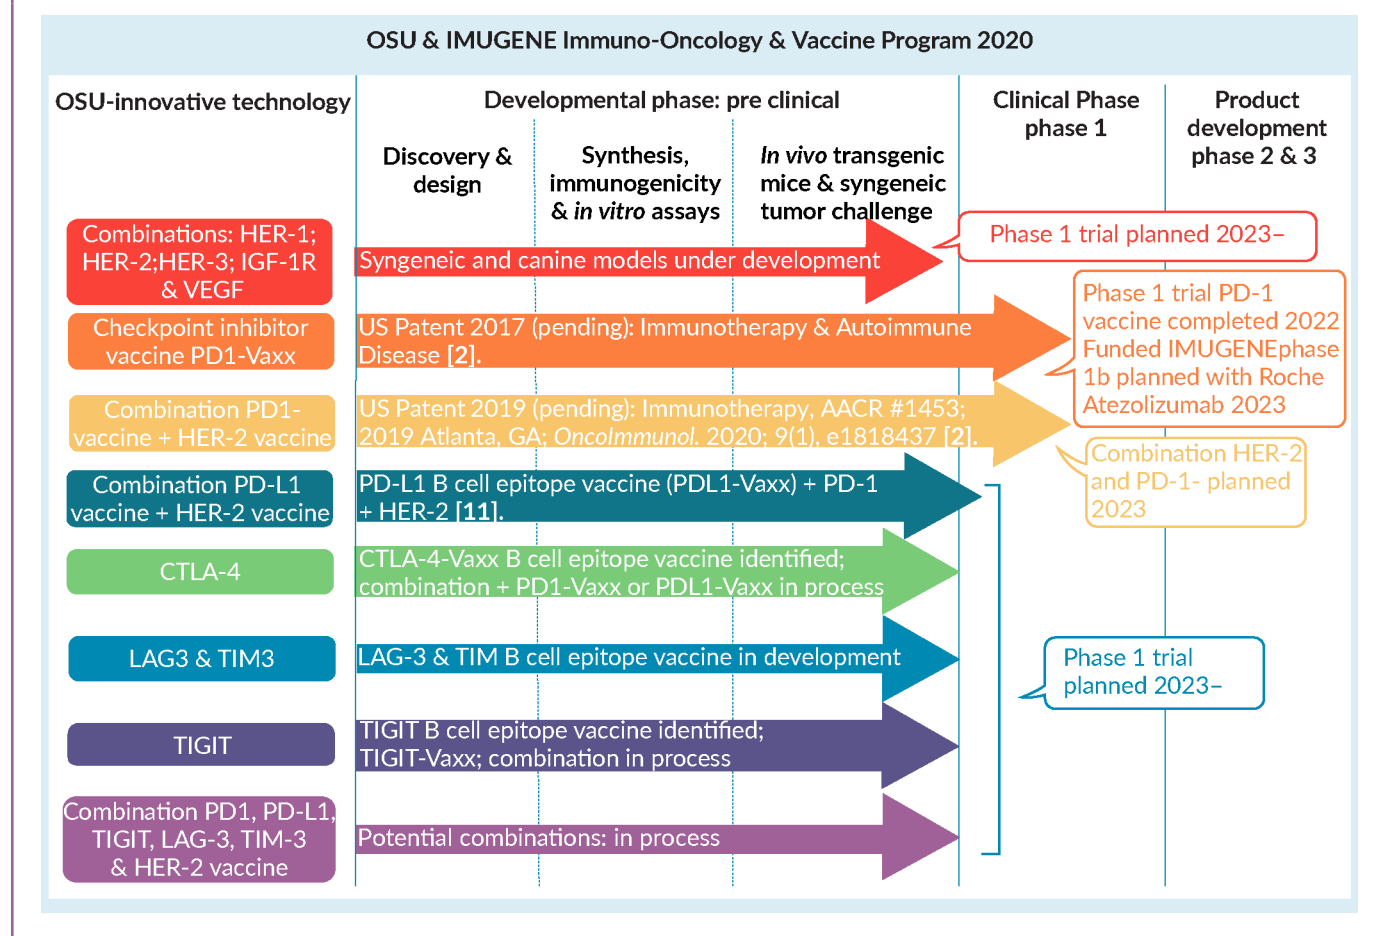 OSU & IMUGENE Immuno-Oncology & Vaccine Program 2020
OSU-innovative technology
Developmental phase: pre clinical
Clinical Phase
phase 1
Product
development
phase 2 & 3
Discovery &
design
Synthesis,
immunogenicity
& in vitro assays
In vivo transgenic
mice & syngeneic
tumor challenge
Combinations: HER-1;
HER-2;HER-3; IGF-1R
& VEGF
Syngeneic and canine models under development
Phase 1 trial planned 2023–
Checkpoint inhibitor
vaccine PD1-Vaxx
US Patent 2017 (pending): Immunotherapy & Autoimmune
Disease [2].
Phase 1 trial PD-1
vaccine completed 2022
Funded IMUGENEphase
1b planned with Roche
Atezolizumab 2023
Combination PD1-
vaccine + HER-2 vaccine
US Patent 2019 (pending): Immunotherapy, AACR #1453;
2019 Atlanta, GA; OncoImmunol. 2020; 9(1), e1818437 [2].
Combination HER-2
and PD-1- planned
2023
Combination PD-L1
vaccine + HER-2 vaccine
PD-L1 B cell epitope vaccine (PDL1-Vaxx) + PD-1
+ HER-2 [11].
CTLA-4
CTLA-4-Vaxx B cell epitope vaccine identified;
combination + PD1-Vaxx or PDL1-Vaxx in process
LAG3 & TIM3
LAG-3 & TIM B cell epitope vaccine in development
Phase 1 trial
planned 2023–
TIGIT
TIGIT B cell epitope vaccine identified;
TIGIT-Vaxx; combination in process
Combination PD1, PD-L1,
TIGIT, LAG-3, TIM-3
& HER-2 vaccine
Potential combinations: in process